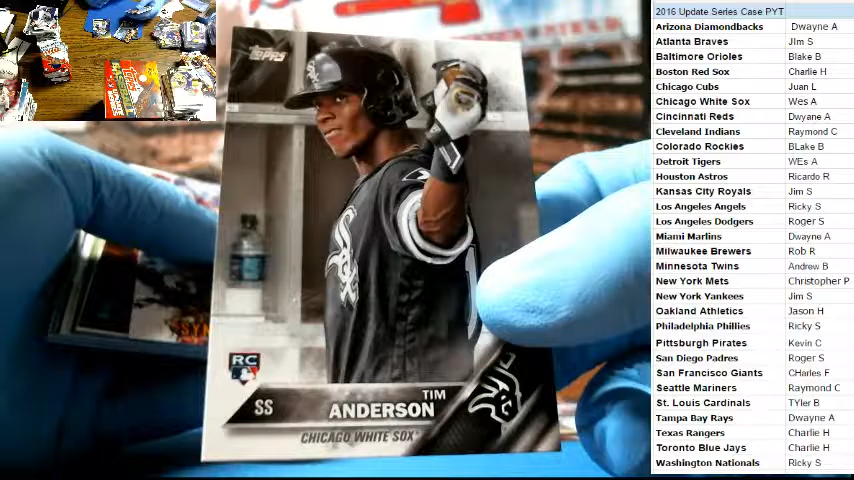 2016 Update Series Case PYT
Arizona Diamondbacks Dwayne A
Atlanta Braves JIm S
Baltimore Orioles Blake B
Boston Red Sox Charlie H
Chicago Cubs Juan L
Chicago White Sox Wes A
Cincinnati Reds Dwyane A
Cleveland Indians Raymond C
Colorado Rockies BLake B
Detroit Tigers WEs A
Houston Astros Ricardo R
Kansas City Royals Jim S
Los Angeles Angels Ricky S
Los Angeles Dodgers Roger S
Miami Marlins Dwayne A
Milwaukee Brewers Rob R
Minnesota Twins Andrew B
New York Mets Christopher P
New York Yankees Jim S
Oakland Athletics Jason H
Philadelphia Phillies Ricky S
Pittsburgh Pirates Kevin C
San Diego Padres Roger S
San Francisco Giants CHarles F
Seattle Mariners Raymond C
St. Louis Cardinals TYler B
Tampa Bay Rays Dwayne A
Texas Rangers Charlie H
Toronto Blue Jays Charlie H
Washington Nationals Ricky S
TOPPS
Sox
RC
SS
TIM
ANDERSON
CHICAGO WHITE SOX